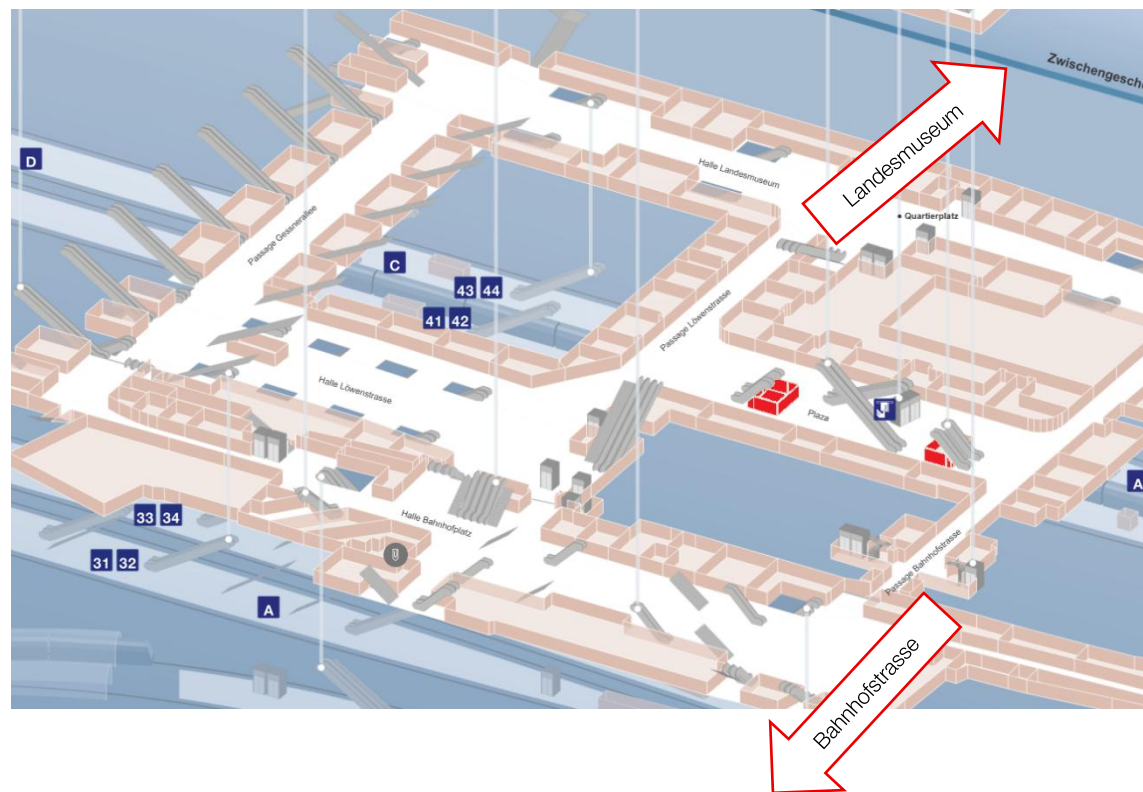 Zwischengesch
Landesmuseum
D
Halle Landesmuseum
Quartierplatz
Passage Gessnerallee
C
43 44
41 42
Passage Löwenstrasse
Halle Löwenstrasse
Plaza
A
33 34
Halle Bahnhofplatz
31 32
Passage Bahnhofstrasse
A
Bahnhofstrasse